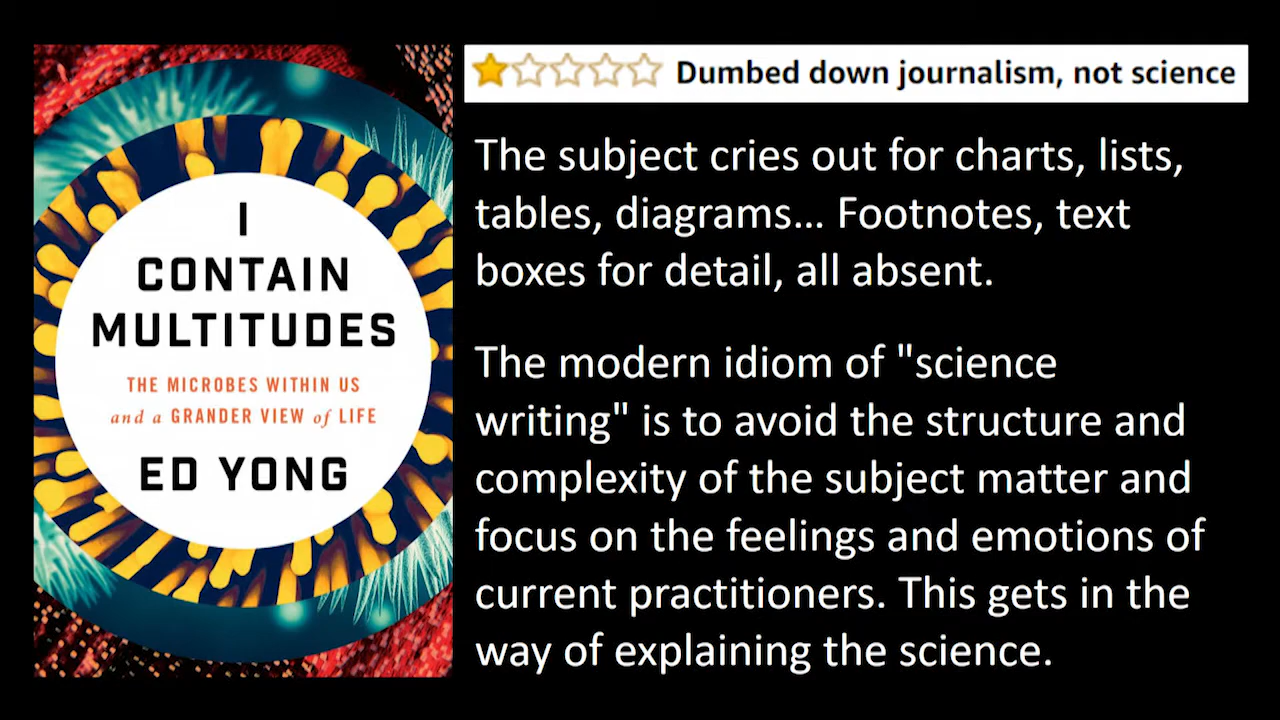 I
CONTAIN
MULTITUDES
THE MICROBES WITHIN US
and a GRANDER VIEW of LIFE
ED YONG
Dumbed down journalism, not science
The subject cries out for charts, lists,
tables, diagrams... Footnotes, text
boxes for detail, all absent.
The modern idiom of "science
writing" is to avoid the structure and
complexity of the subject matter and
focus on the feelings and emotions of
current practitioners. This gets in the
way of explaining the science.